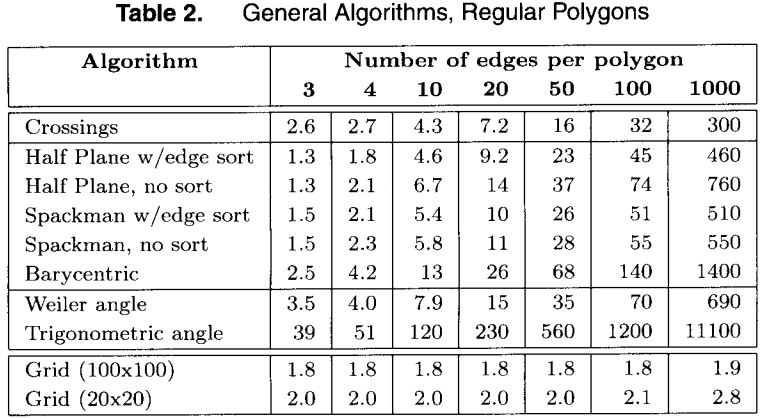 Table 2. General Algorithms, Regular Polygons
Algorithm Number of edges per polygon
3 4 10 20 50 100 1000
Crossings 2.6 2.7 4.3 7.2 16 32 300
Half Plane w/edge sort 1.3 1.8 4.6 9.2 23 45 460
Half Plane, no sort 1.3 2.1 6.7 14 37 74 760
Spackman w/edge sort 1.5 2.1 5.4 10 26 51 510
Spackman, no sort 1.5 2.3 5.8 11 28 55 550
Barycentric 2.5 4.2 13 26 68 140 1400
Weiler angle 3.5 4.0 7.9 15 35 70 690
Trigonometric angle 39 51 120 230 560 1200 11100
Grid (100x100) 1.8 1.8 1.8 1.8 1.8 1.8 1.9
Grid (20x20) 2.0 2.0 2.0 2.0 2.0 2.1 2.8